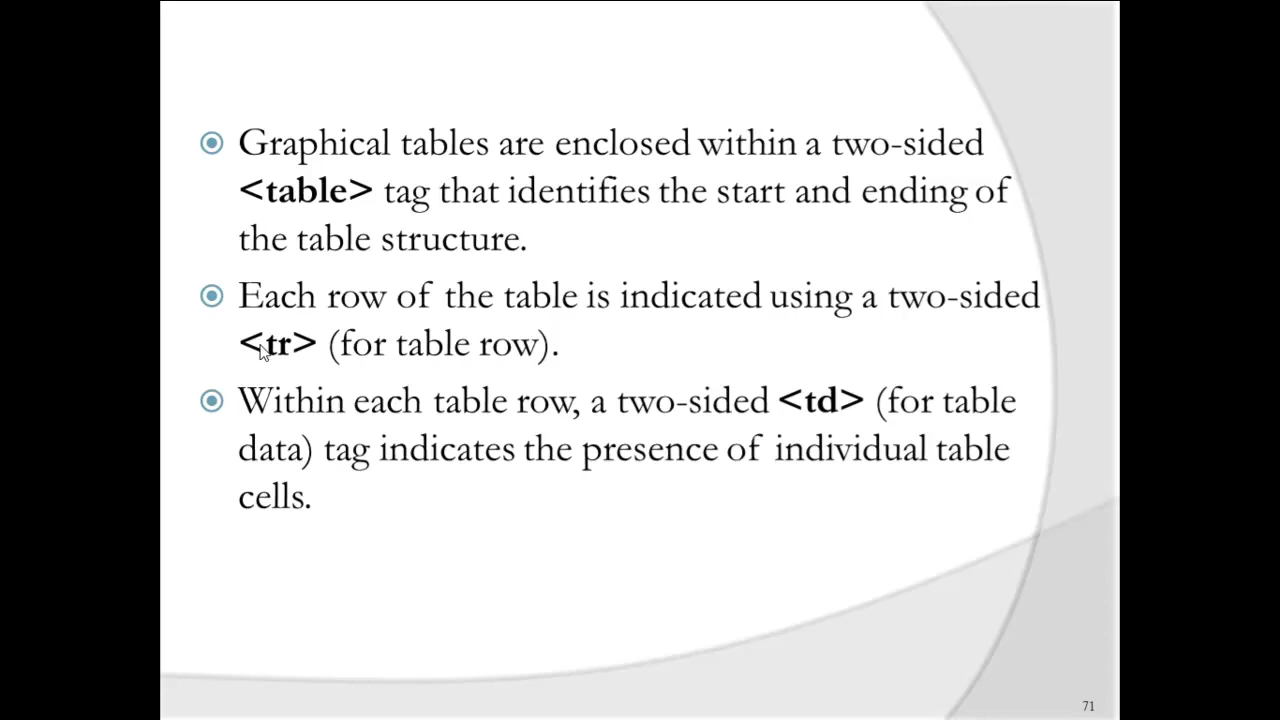 Graphical tables are enclosed within a two-sided
<table> tag that identifies the start and ending of
the table structure.
Each row of the table is indicated using a two-sided
<tr> (for table row).
Within each table row, a two-sided <td> (for table
data) tag indicates the presence of individual table
cells.
71